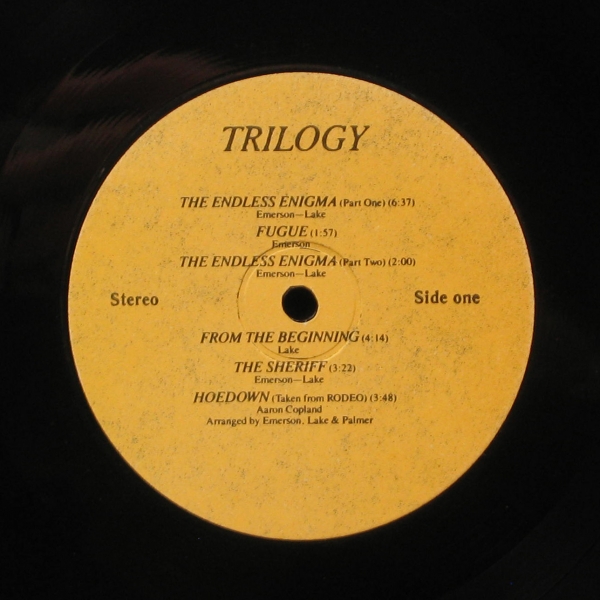 TRILOGY
THE ENDLESS ENIGMA (Part One) (6:37)
Emerson—Lake
FUGUE (1:57)
Emerson
THE ENDLESS ENIGMA (Part Two) (2:00)
Emerson—Lake
Stereo
Side one
FROM THE BEGINNING (4:14)
Lake
THE SHERIFF (3:22)
Emerson—Lake
HOEDOWN (Taken from RODEO) (3:48)
Aaron Copland
Arranged by Emerson, Lake & Palmer